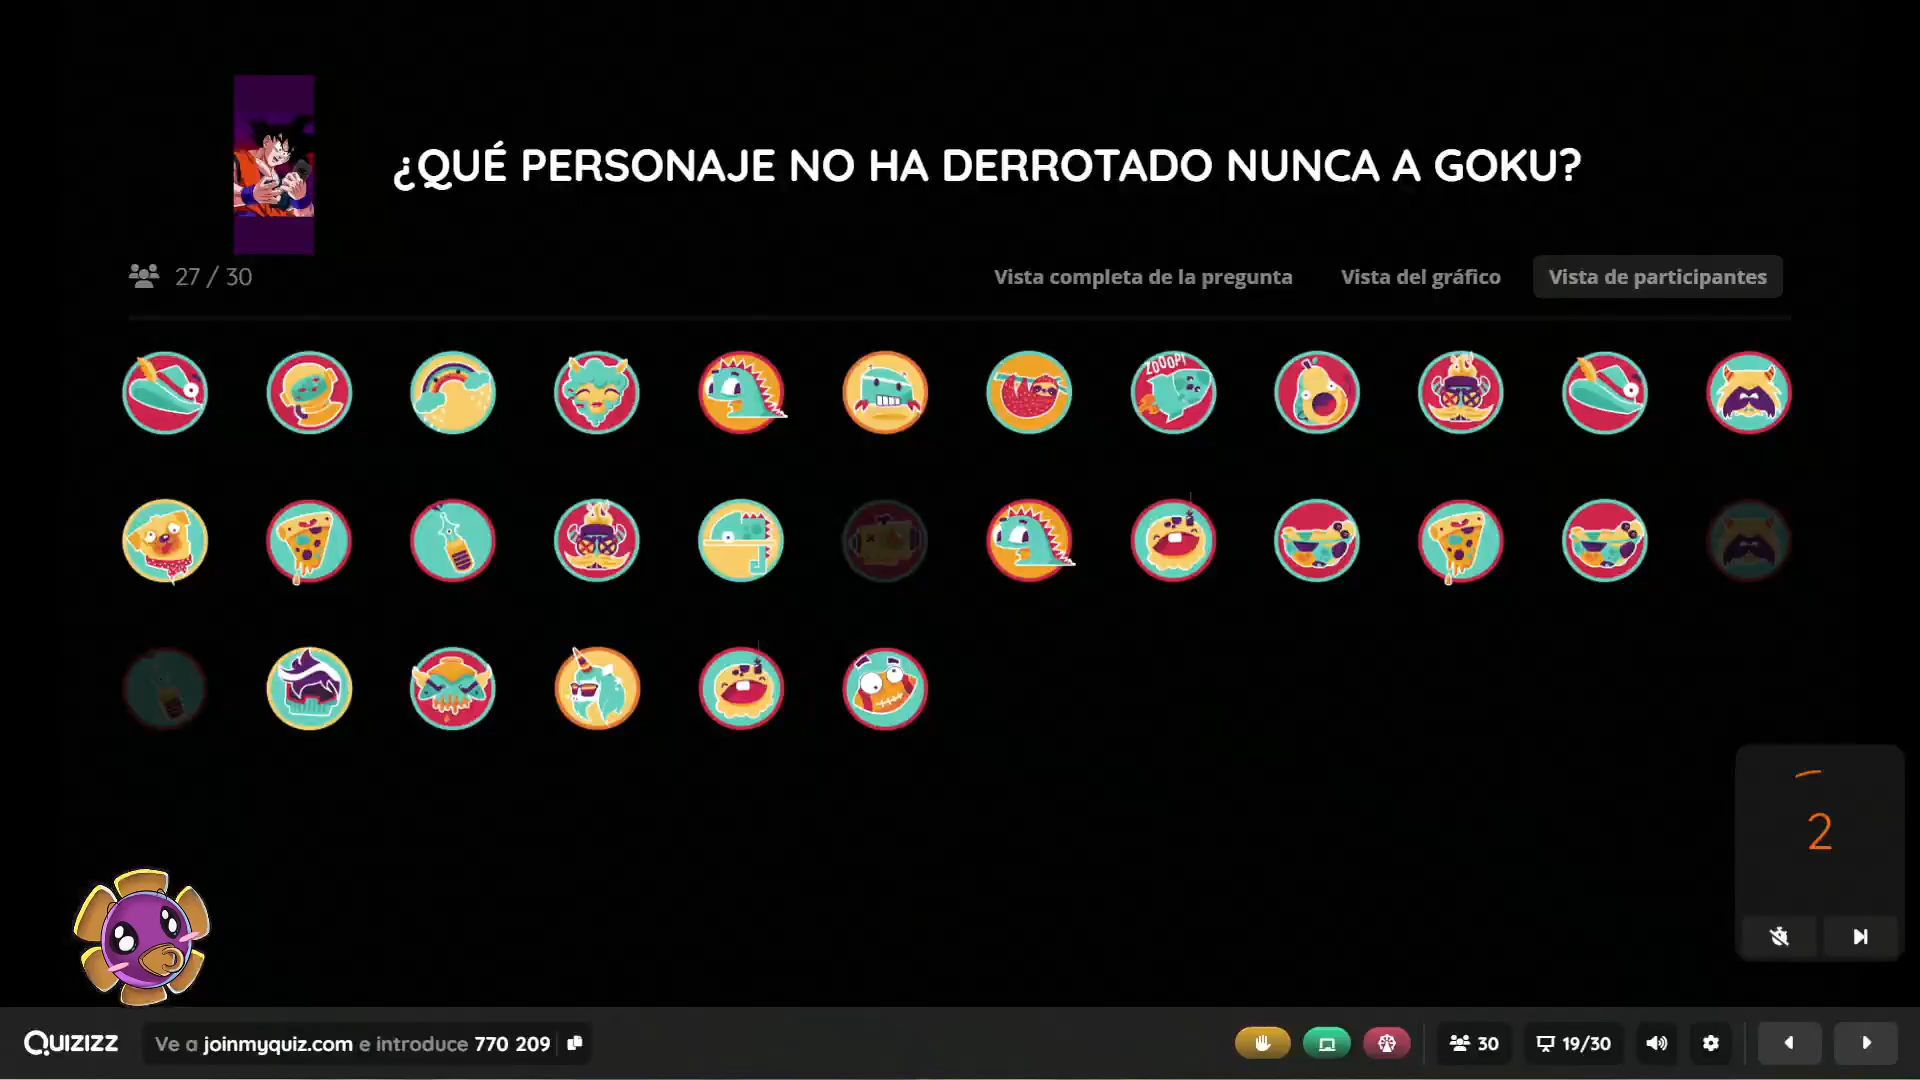 ¿QUÉ PERSONAJE NO HA DERROTADO NUNCA A GOKU?
27 / 30
Vista completa de la pregunta
Vista del gráfico
Vista de participantes
ZOOOP!
2
QUIZIZZ
Ve a joinmyquiz.com e introduce 770 209
30
19/30